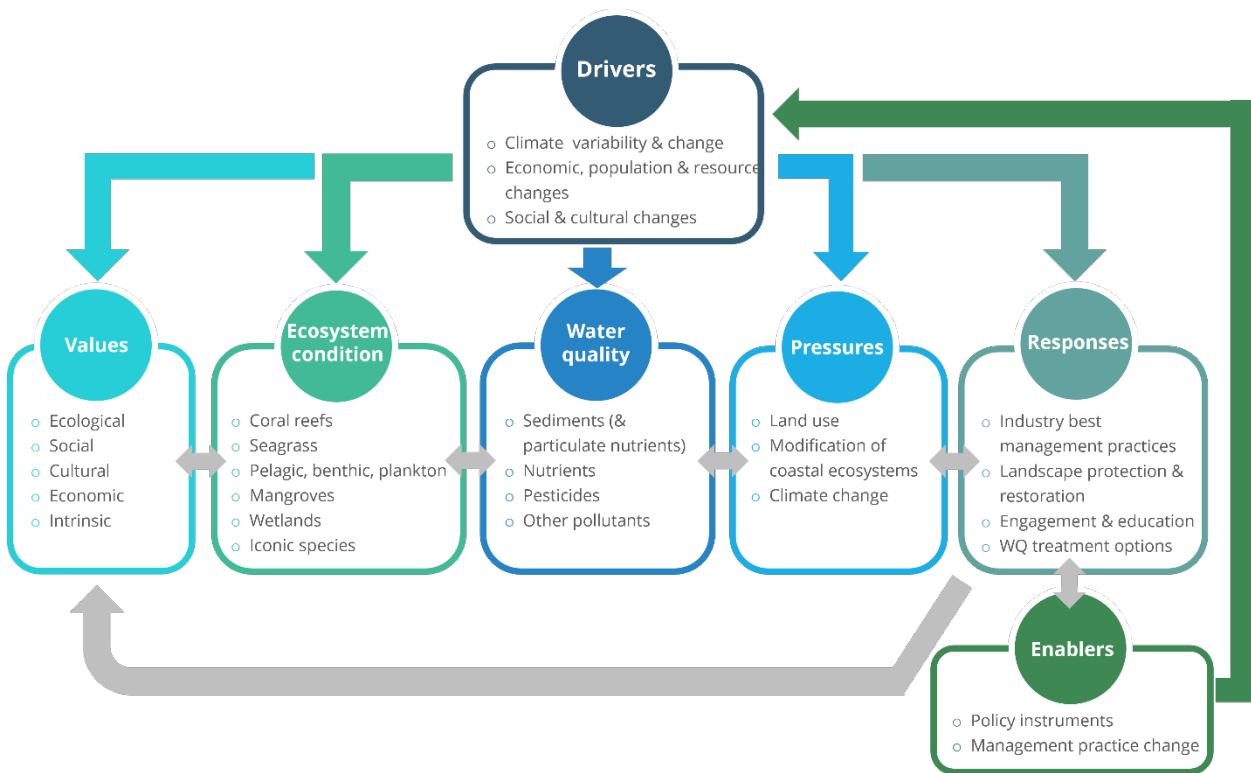 Drivers
Climate variability & change
Economic, population & resource
changes
Social & cultural changes
Values
Ecological
Social
Cultural
Economic
Intrinsic
Ecosystem
condition
Coral reefs
Seagrass
Pelagic, benthic, plankton
Mangroves
Wetlands
Iconic species
Water
quality
Sediments (&
particulate nutrients)
Nutrients
Pesticides
Other pollutants
Pressures
Land use
Modification of
coastal ecosystems
Climate change
Responses
Industry best
management practices
Landscape protection &
restoration
Engagement & education
WQ treatment options
Enablers
Policy instruments
Management practice change